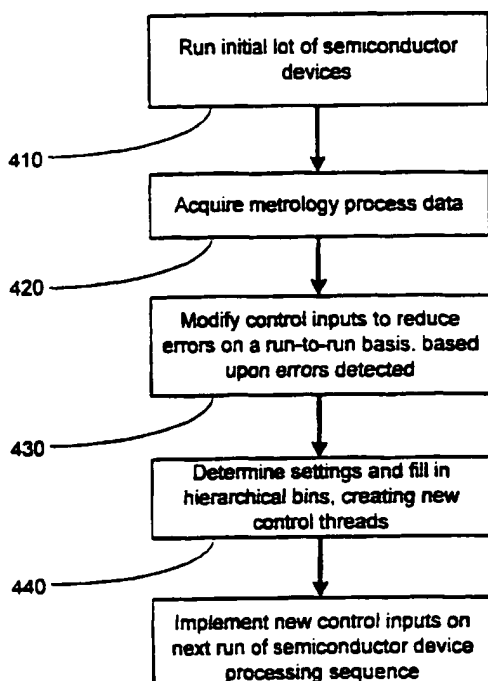 Run initial lot of semiconductor
devices
410
Acquire metrology process data
420
Modify control inputs to reduce
errors on a run-to-run basis. based
upon errors detected
430
Determine settings and fill in
hierarchical bins, creating new
control threads
440
Implement new control inputs on
next run of semiconductor device
processing sequence